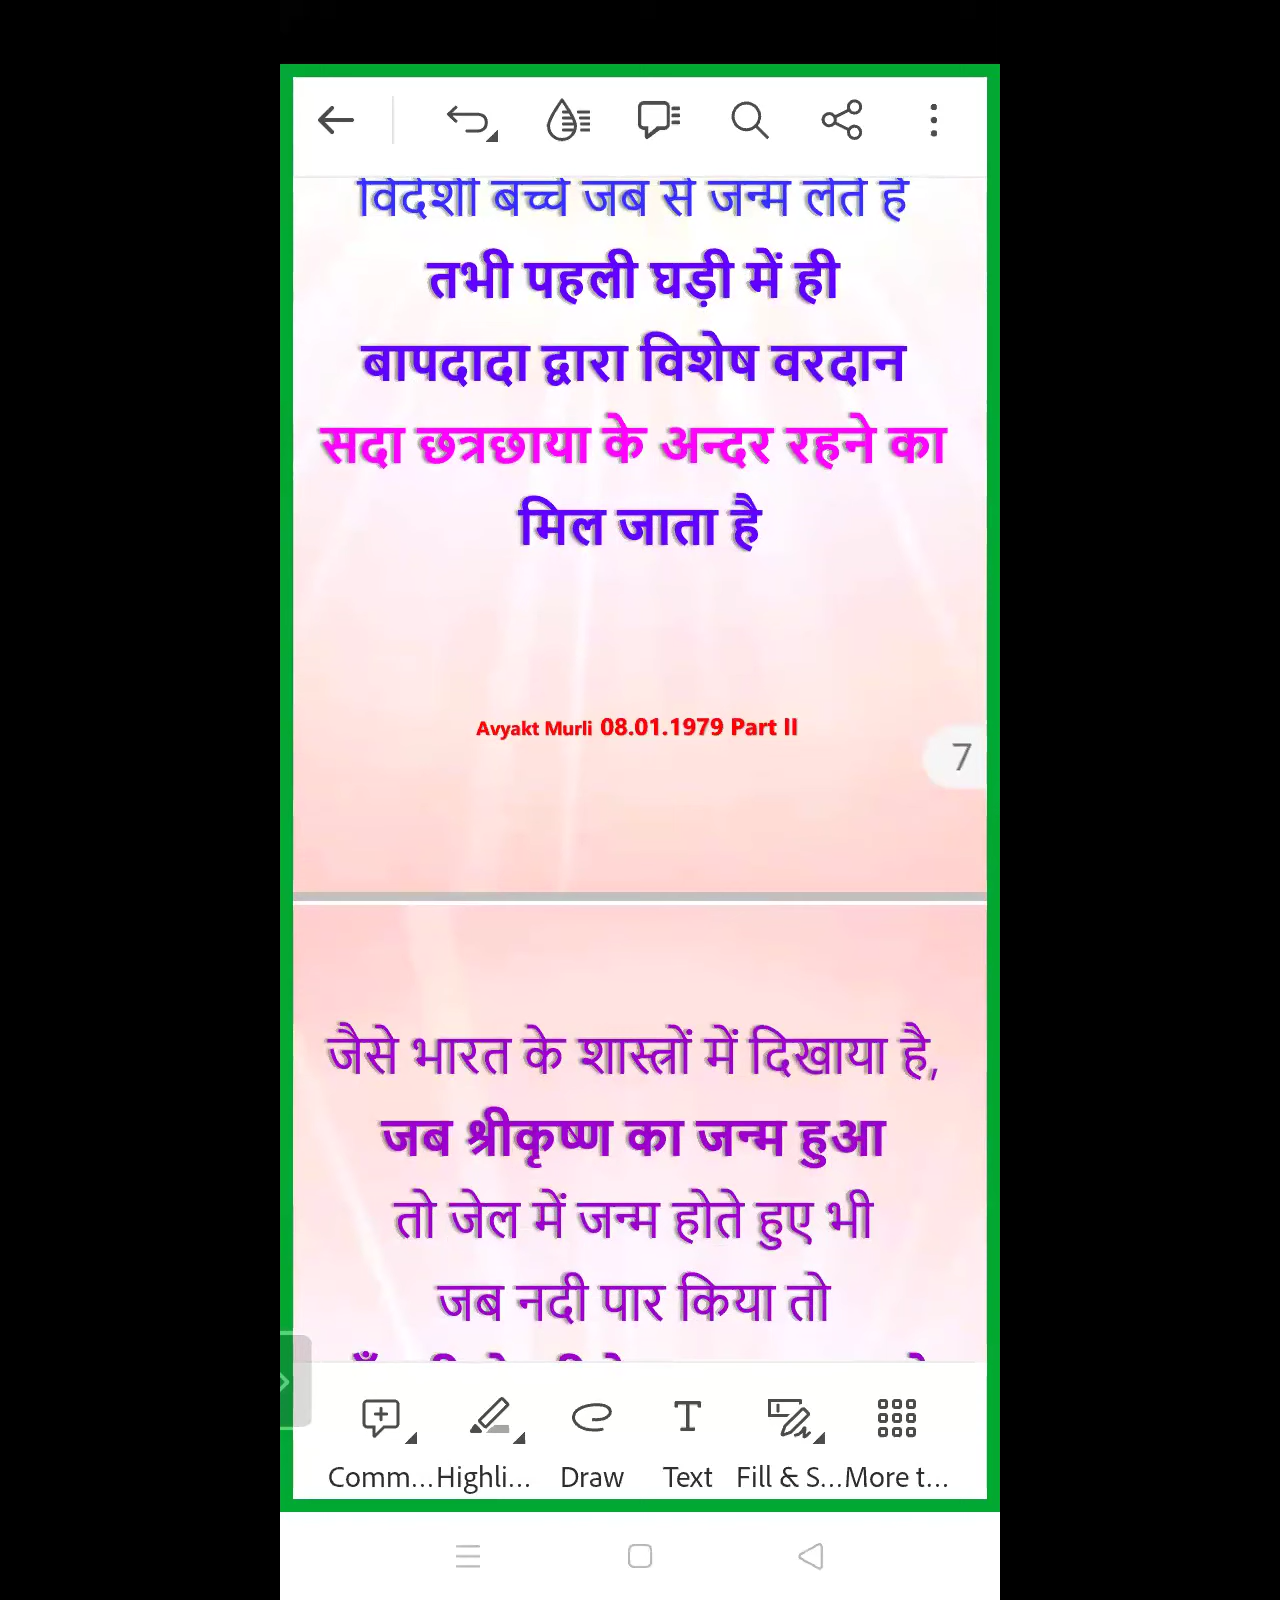 विदेशी बच्चे जब से जन्म लेते है
तभी पहली घड़ी में ही
बापदादा द्वारा विशेष वरदान
सदा छत्रछाया के अन्दर रहने का
मिल जाता है
Avyakt Murli 08.01.1979 Part II
7
जैसे भारत के शास्त्रों में दिखाया है,
जब श्रीकृष्ण का जन्म हुआ
तो जेल में जन्म होते हुए भी
जब नदी पार किया तो
Comm... Highli... Draw Text Fill & S... More t...